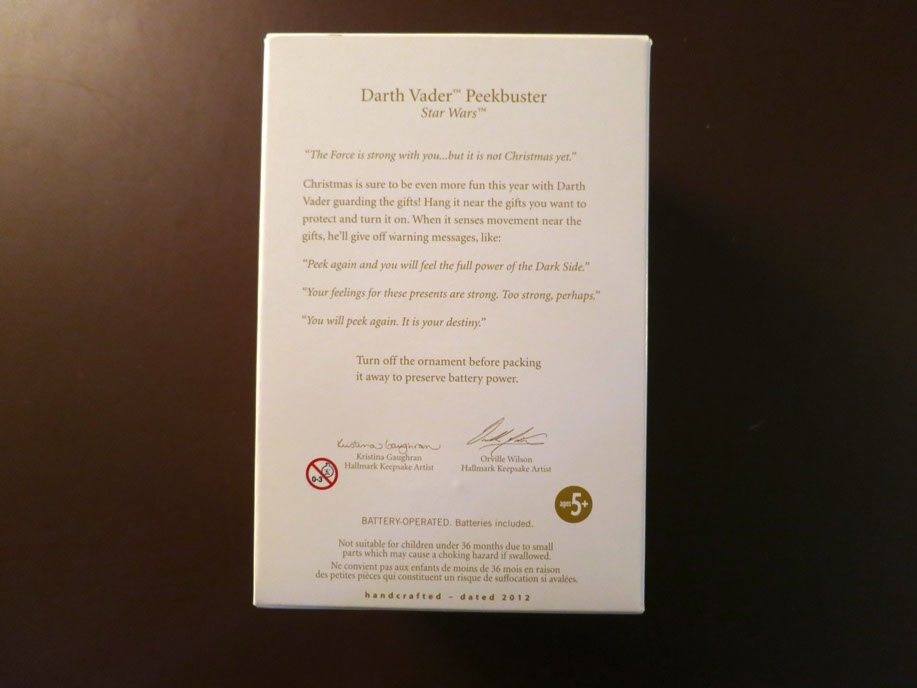 Darth Vader™ Peekbuster
Star Wars™
“The Force is strong with you...but it is not Christmas yet.”
Christmas is sure to be even more fun this year with Darth
Vader guarding the gifts! Hang it near the gifts you want to
protect and turn it on. When it senses movement near the
gifts, he’ll give off warning messages, like:
“Peek again and you will feel the full power of the Dark Side.”
“Your feelings for these presents are strong. Too strong, perhaps.”
“You will peek again. It is your destiny.”
Turn off the ornament before packing
it away to preserve battery power.
Kristina Gaughran
Kristina Gaughran
Hallmark Keepsake Artist
Orville Wilson
Hallmark Keepsake Artist
0-3
ages 5+
BATTERY-OPERATED. Batteries included.
Not suitable for children under 36 months due to small
parts which may cause a choking hazard if swallowed.
Ne convient pas aux enfants de moins de 36 mois en raison
des petites pièces qui constituent un risque de suffocation si avalées.
handcrafted – dated 2012